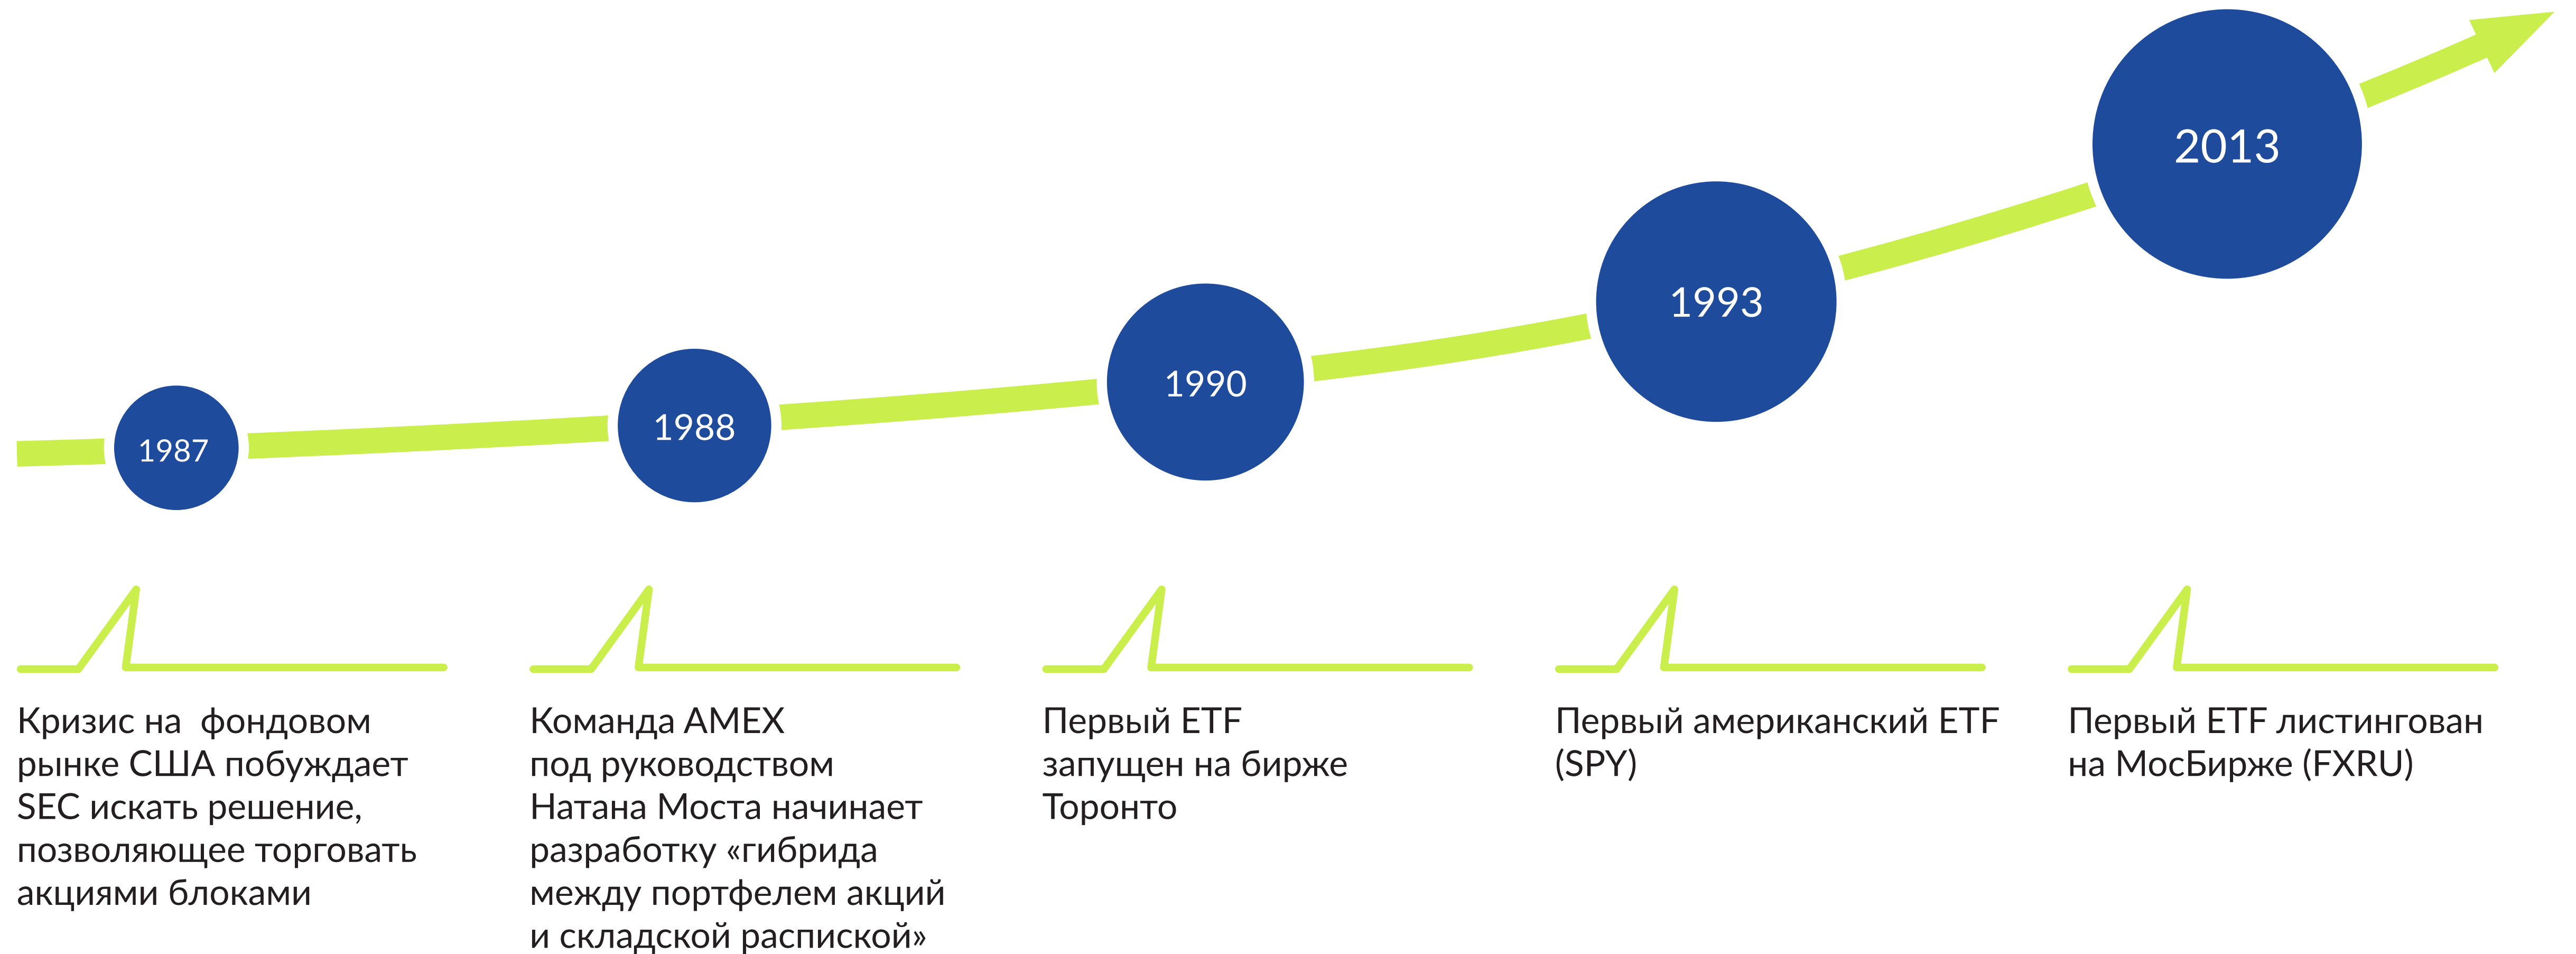 1987
1988
1990
1993
2013
Кризис на фондовом
рынке США побуждает
SEC искать решение,
позволяющее торговать
акциями блоками
Команда AMEX
под руководством
Натана Моста начинает
разработку «гибрида
между портфелем акций
и складской распиской»
Первый ETF
запущен на бирже
Торонто
Первый американский ETF
(SPY)
Первый ETF листингован
на МосБирже (FXRU)